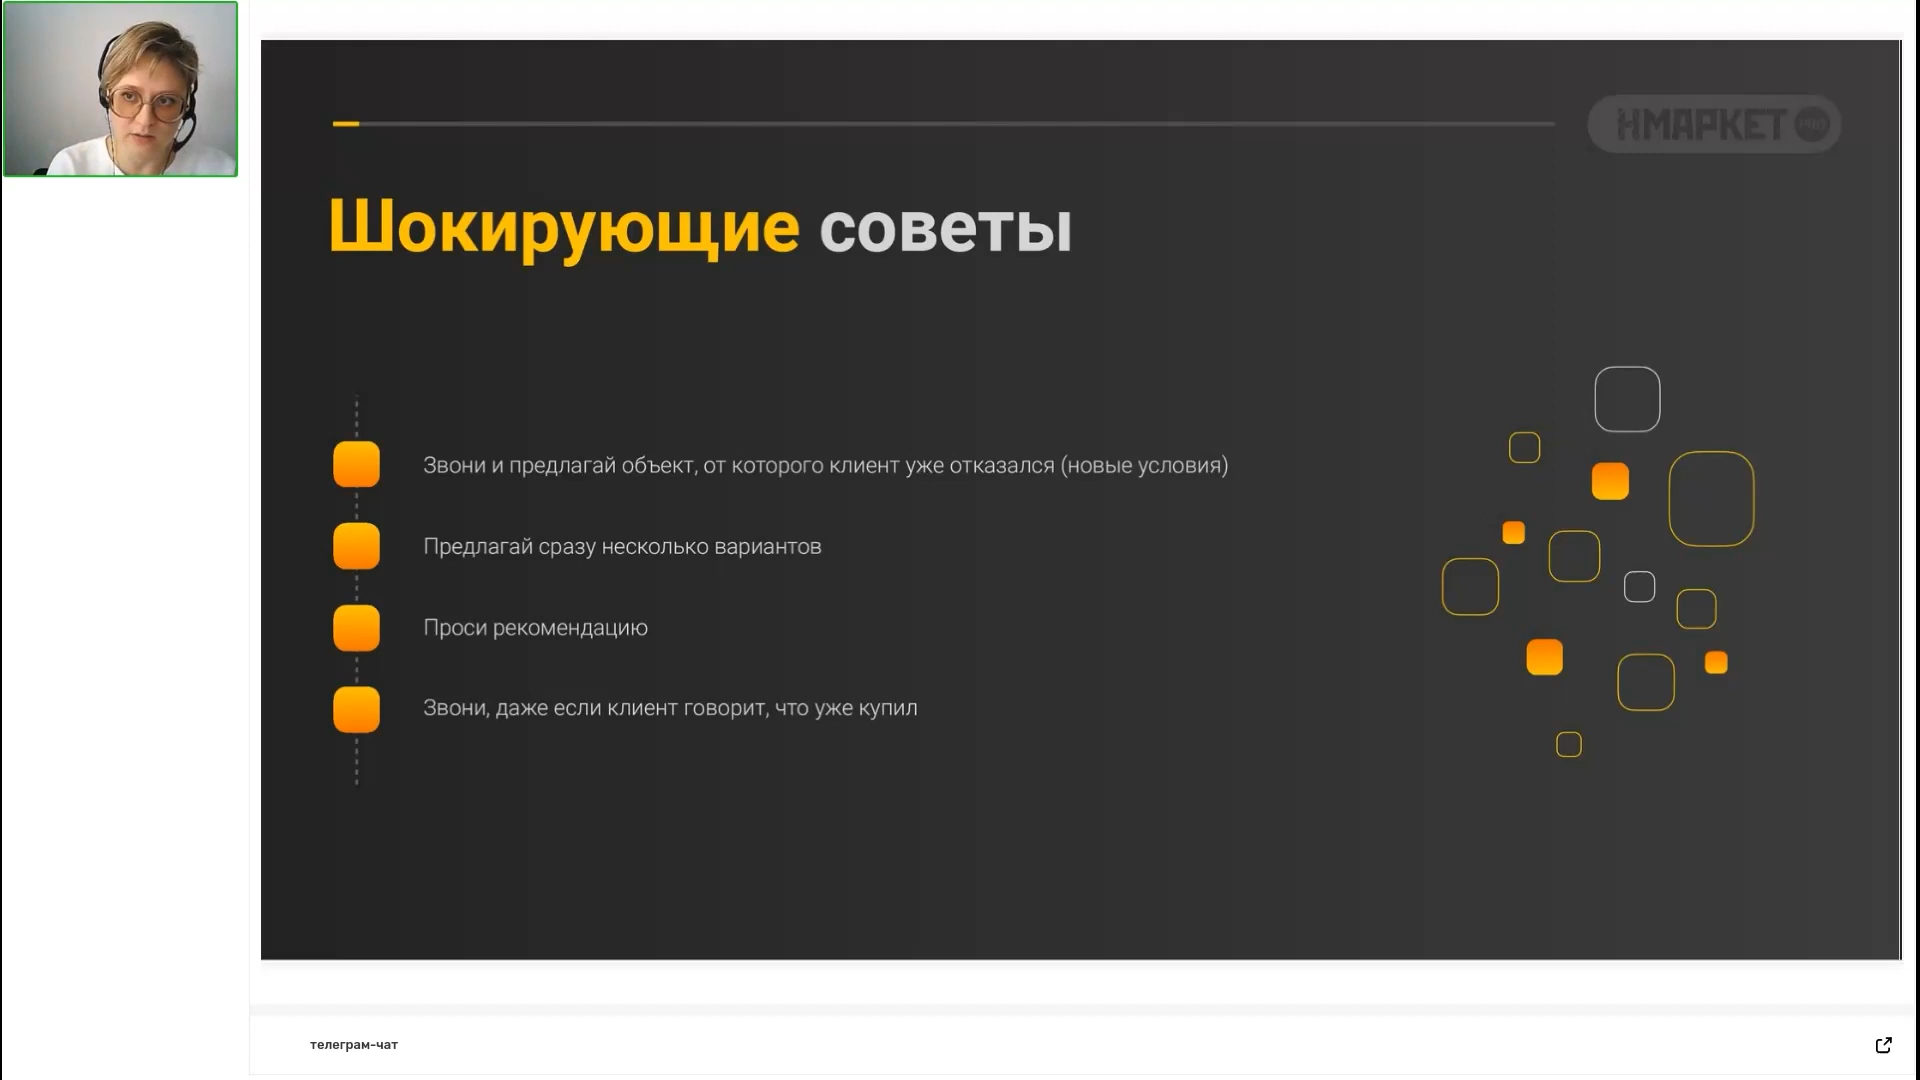 НМАРКЕТ PRO
Шокирующие советы
Звони и предлагай объект, от которого клиент уже отказался (новые условия)
Предлагай сразу несколько вариантов
Проси рекомендацию
Звони, даже если клиент говорит, что уже купил
телеграм-чат